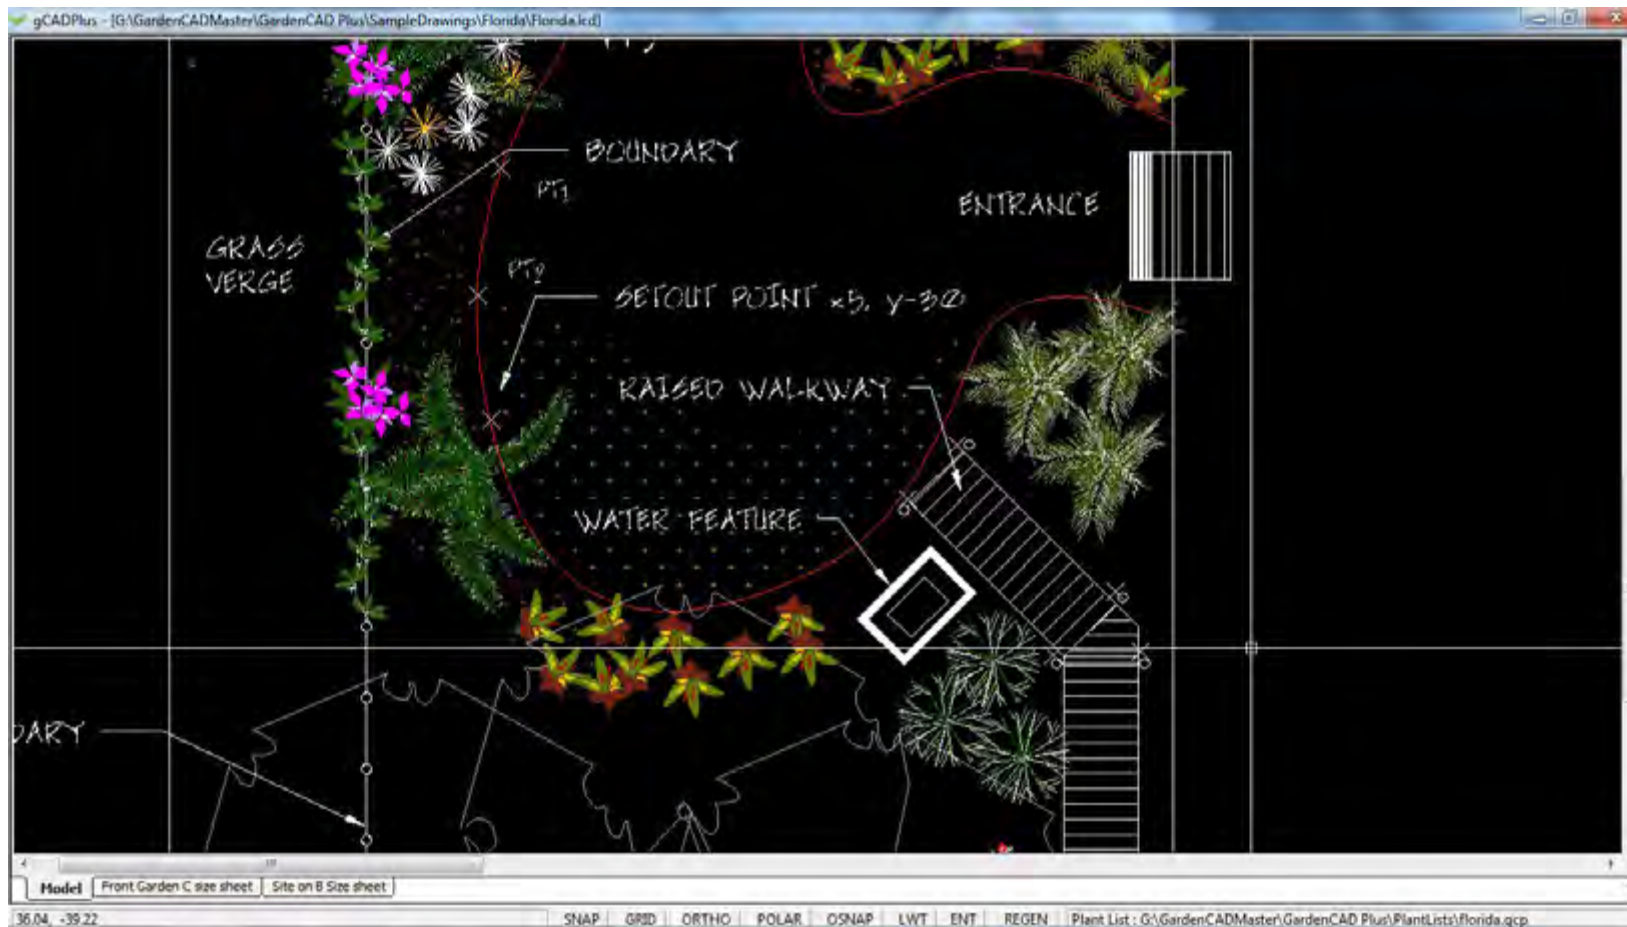 gCADPlus - [G:\GardenCADMaster\GardenCAD Plus\SampleDrawings\Florida\Florida.lcd]
BOUNDARY
PT1
ENTRANCE
GRASS
VERGE
PT2
SETOUT POINT x5, y-30
RAISED WALKWAY
WATER FEATURE
DARY
Model
Front Garden C size sheet
Site on B Size sheet
36.04, -39.22
SNAP GRID ORTHO POLAR OSNAP LWT ENT REGEN Plant List : G:\GardenCADMaster\GardenCAD Plus\PlantLists\florida.gcp